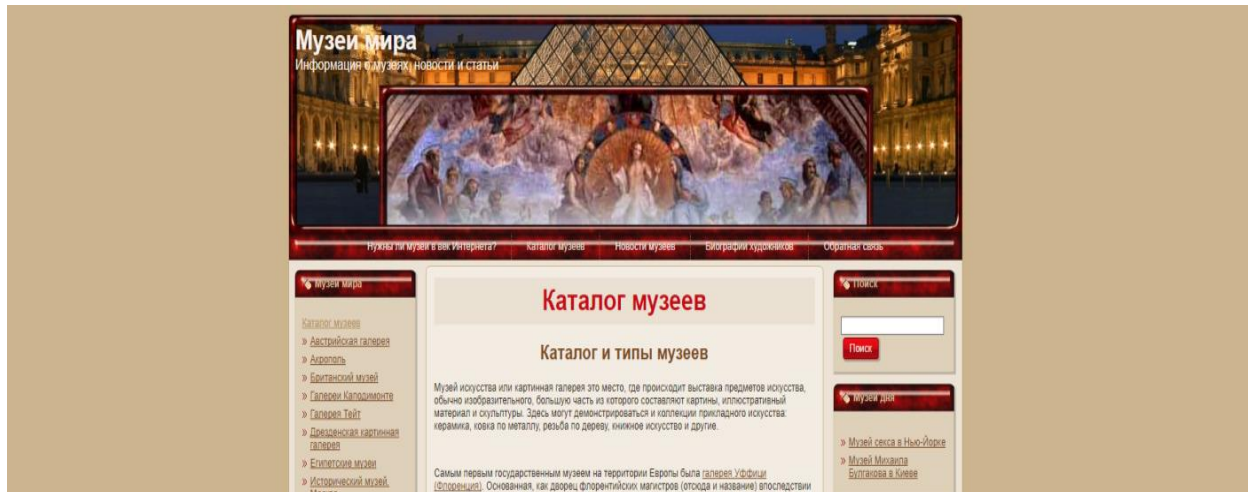 Музеи мира
Информация о музеях, новости и статьи
Нужны ли музеи в век Интернета? Каталог музеев Новости музеев Биографии художников Обратная связь
Музеи мира
Каталог музеев
» Австрийская галерея
» Акрополь
» Британский музей
» Галереи Каподимонте
» Галерея Тейт
» Дрезденская картинная
галерея
» Египетские музеи
» Исторический музей,
Каталог музеев
Каталог и типы музеев
Музей искусства или картинная галерея это место, где происходит выставка предметов искусства,
обычно изобразительного, большую часть из которого составляют картины, иллюстративный
материал и скульптуры. Здесь могут демонстрироваться и коллекции прикладного искусства:
керамика, ковка по металлу, резьба по дереву, книжное искусство и другие.
Самым первым государственным музеем на территории Европы была галерея Уффици
(Флоренция). Основанная, как дворец флорентийских магистров (отсюда и название) впоследствии
Поиск
Поиск
Музеи дня
» Музей секса в Нью-Йорке
» Музей Михаила
Булгакова в Киеве